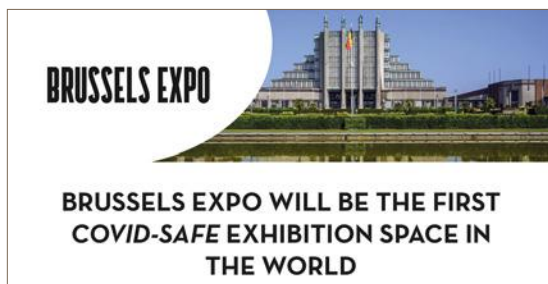 BRUSSELS EXPO
BRUSSELS EXPO WILL BE THE FIRST
COVID-SAFE EXHIBITION SPACE IN
THE WORLD